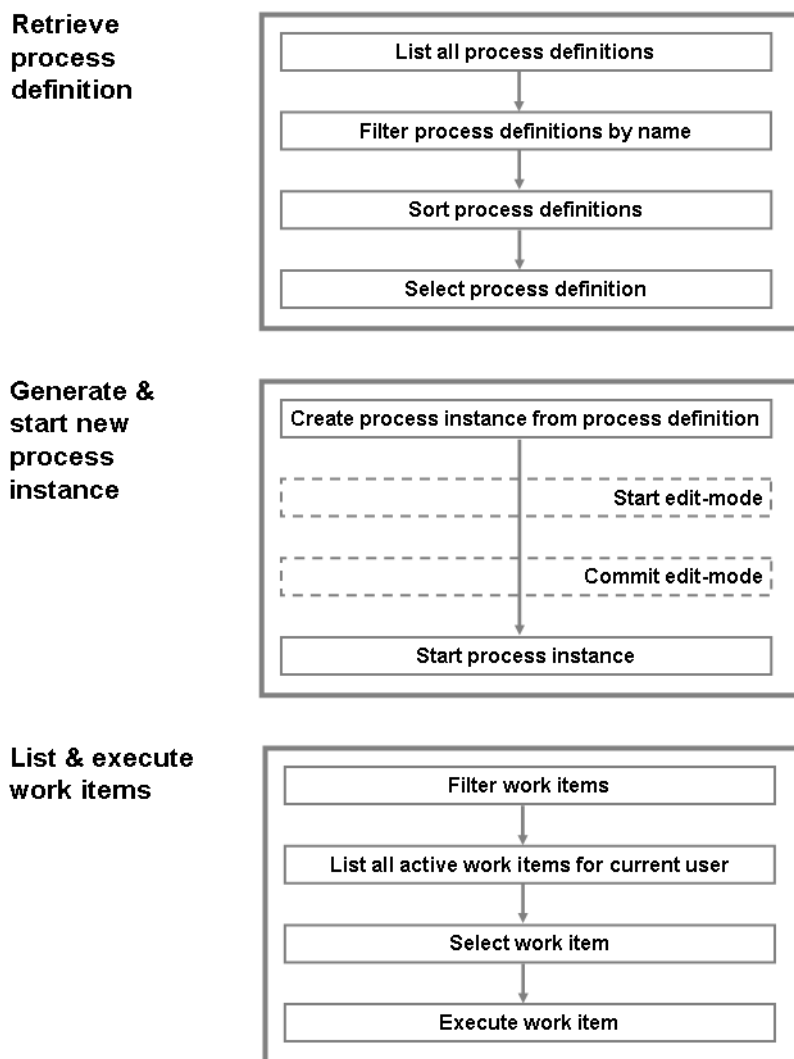 Retrieve
process
definition
List all process definitions
Filter process definitions by name
Sort process definitions
Select process definition
Generate &
start new
process
instance
Create process instance from process definition
Start edit-mode
Commit edit-mode
Start process instance
List & execute
work items
Filter work items
List all active work items for current user
Select work item
Execute work item